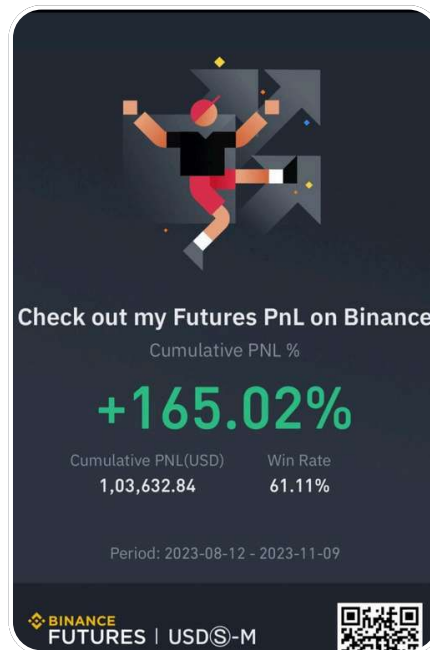 Check out my Futures PnL on Binance
Cumulative PNL %
+165.02%
Cumulative PNL(USD) Win Rate
1,03,632.84 61.11%
Period: 2023-08-12 - 2023-11-09
BINANCE
FUTURES | USDⓈ-M